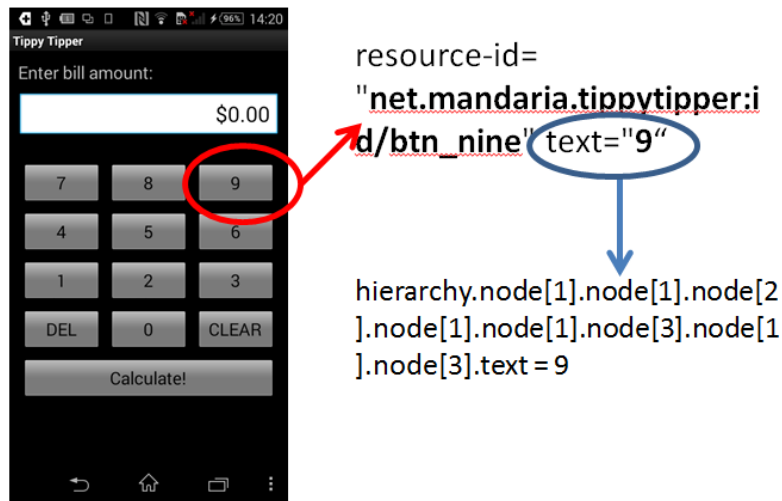 96% 14:20
Tippy Tipper
Enter bill amount:
$0.00
7 8 9
4 5 6
1 2 3
DEL 0 CLEAR
Calculate!
resource-id=
"net.mandaria.tippytipper:i
d/btn_nine" text="9“
hierarchy.node[1].node[1].node[2
].node[1].node[1].node[3].node[1
].node[3].text = 9